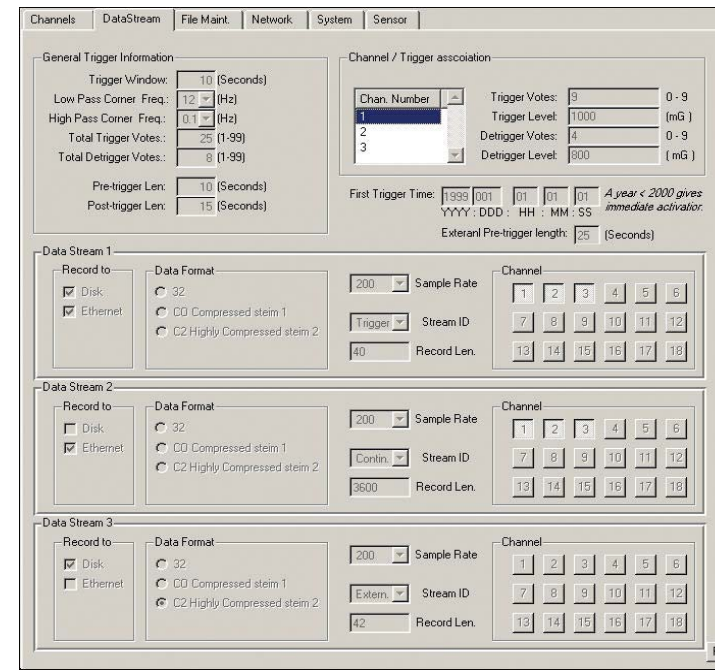 Channels DataStream File Maint. Network System Sensor
General Trigger Information
Trigger Window: 10 (Seconds)
Low Pass Corner Freq.: 12 (Hz)
High Pass Corner Freq.: 0.1 (Hz)
Total Trigger Votes.: 25 (1-99)
Total Detrigger Votes.: 8 (1-99)
Pre-trigger Len: 10 (Seconds)
Post-trigger Len: 15 (Seconds)
Channel / Trigger asscoiation
Chan. Number
1
2
3
Trigger Votes: 9 0 - 9
Trigger Level: 1000 (mG )
Detrigger Votes: 4 0 - 9
Detrigger Level: 800 ( mG )
First Trigger Time: 1999 001 01 01 01 A year < 2000 gives
YYYY : DDD : HH : MM : SS immediate activatior.
Exteranl Pre-trigger length: 25 (Seconds)
Data Stream 1
Record to
Disk
Ethernet
Data Format
32
C0 Compressed steim 1
C2 Highly Compressed steim 2
200 Sample Rate
Trigger Stream ID
40 Record Len.
Channel
1 2 3 4 5 6
7 8 9 10 11 12
13 14 15 16 17 18
Data Stream 2
Record to
Disk
Ethernet
Data Format
32
C0 Compressed steim 1
C2 Highly Compressed steim 2
200 Sample Rate
Contin. Stream ID
3600 Record Len.
Channel
1 2 3 4 5 6
7 8 9 10 11 12
13 14 15 16 17 18
Data Stream 3
Record to
Disk
Ethernet
Data Format
32
C0 Compressed steim 1
C2 Highly Compressed steim 2
200 Sample Rate
Extern. Stream ID
42 Record Len.
Channel
1 2 3 4 5 6
7 8 9 10 11 12
13 14 15 16 17 18